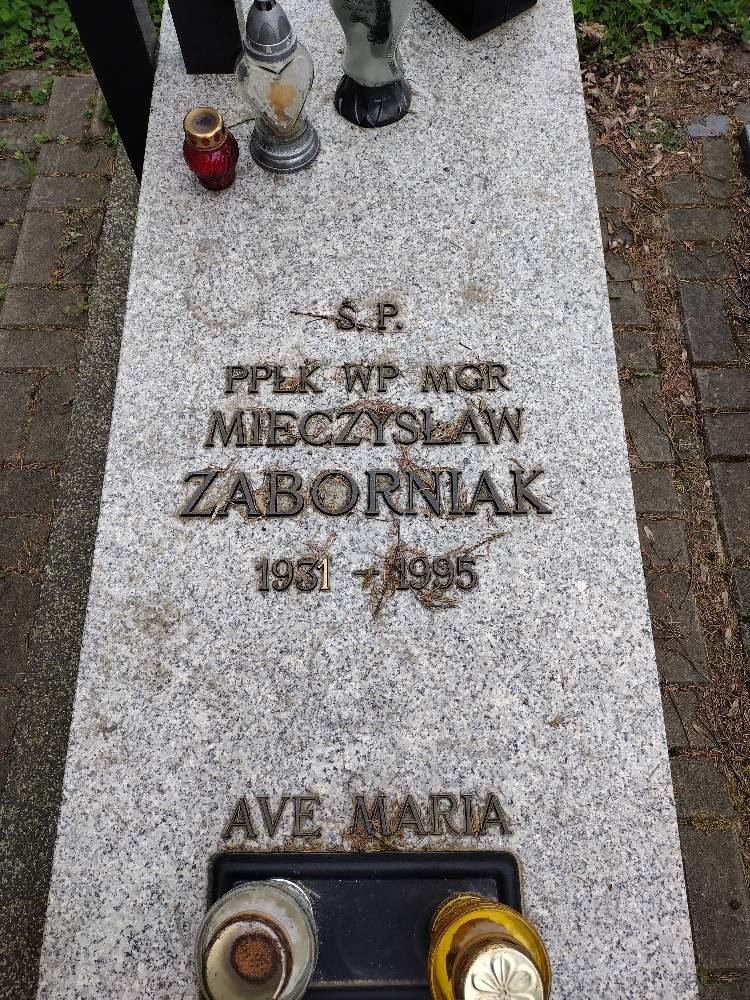 Ś. P.
PPŁK WP MGR
MIECZYSŁAW
ZABORNIAK
1931 - 1995
AVE MARIA